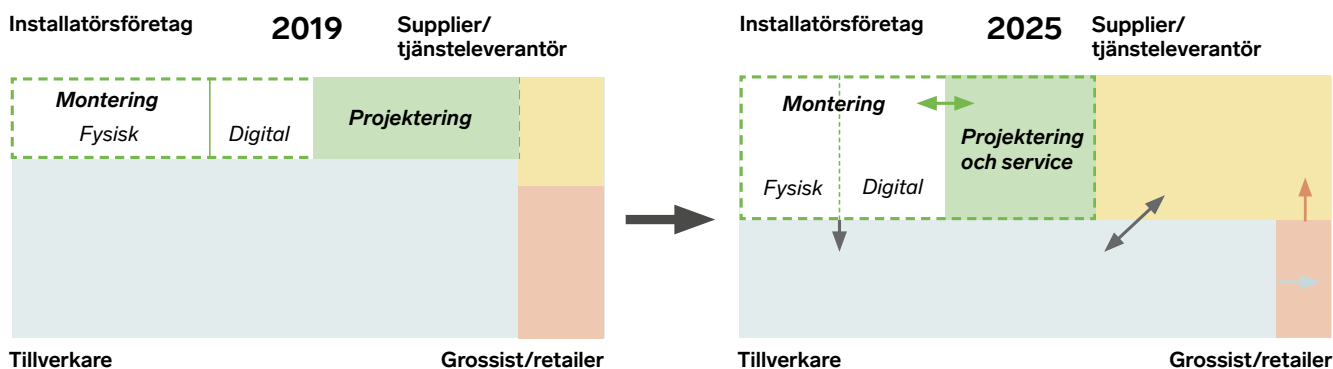 Installatörsföretag
2019
Supplier/
tjänsteleverantör
Montering
Fysisk
Digital
Projektering
Tillverkare
Grossist/retailer
Installatörsföretag
2025
Supplier/
tjänsteleverantör
Montering
Fysisk
Digital
Projektering
och service
Tillverkare
Grossist/retailer